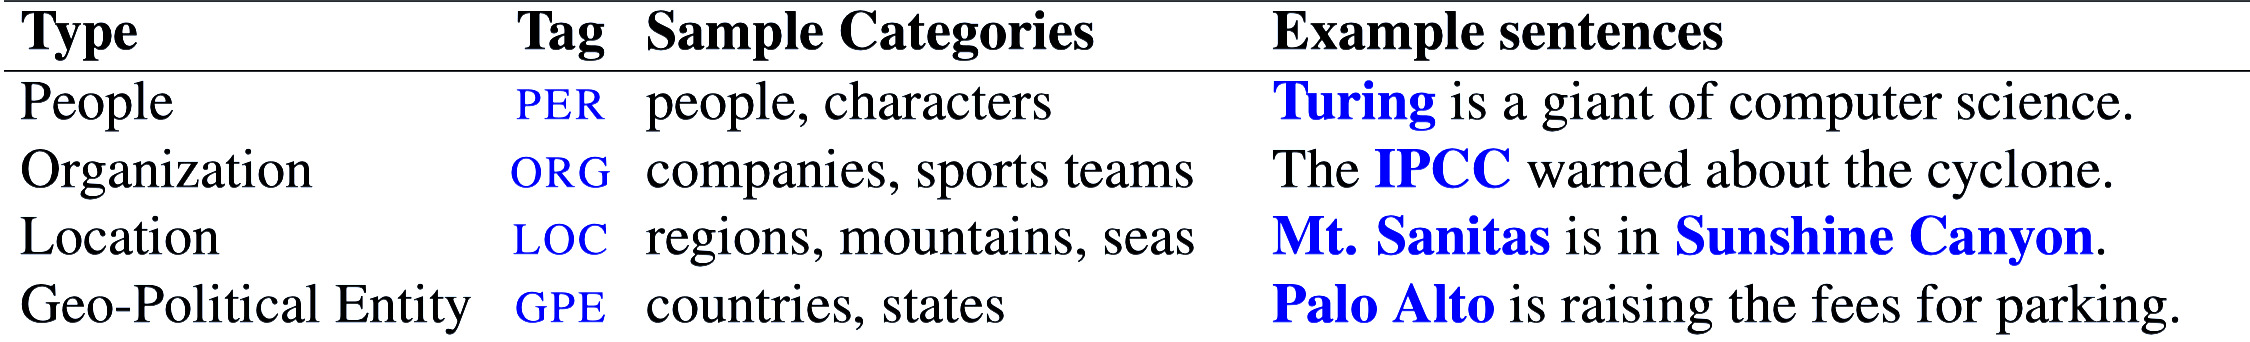 Type Tag Sample Categories Example sentences
People PER people, characters Turing is a giant of computer science.
Organization ORG companies, sports teams The IPCC warned about the cyclone.
Location LOC regions, mountains, seas Mt. Sanitas is in Sunshine Canyon.
Geo-Political Entity GPE countries, states Palo Alto is raising the fees for parking.